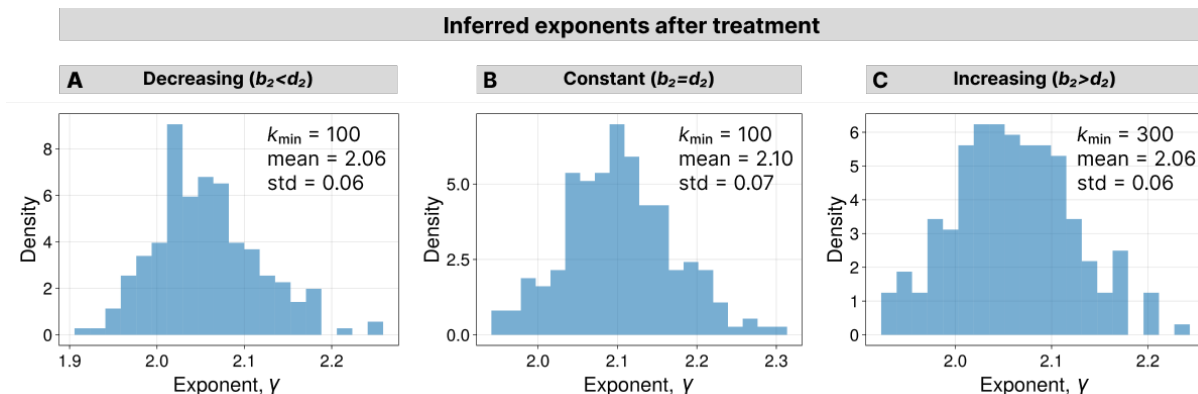 Inferred exponents after treatment
A Decreasing (b₂<d₂)
B Constant (b₂=d₂)
C Increasing (b₂>d₂)
k_min = 100
mean = 2.06
std = 0.06
Density
8
6
4
2
0
1.9 2.0 2.1 2.2
Exponent, γ
k_min = 100
mean = 2.10
std = 0.07
Density
5.0
2.5
0.0
2.0 2.1 2.2 2.3
Exponent, γ
k_min = 300
mean = 2.06
std = 0.06
Density
6
5
4
3
2
1
0
2.0 2.1 2.2
Exponent, γ